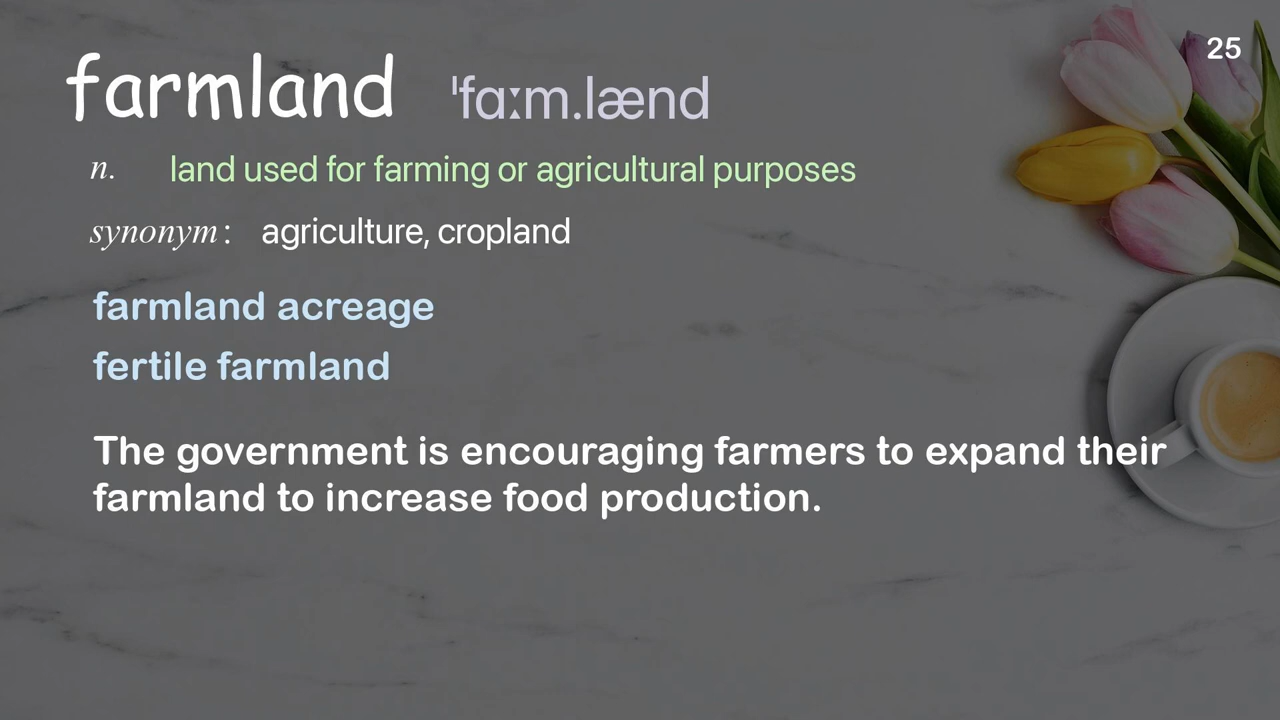 25
farmland ˈfɑːm.lænd
n. land used for farming or agricultural purposes
synonym: agriculture, cropland
farmland acreage
fertile farmland
The government is encouraging farmers to expand their
farmland to increase food production.